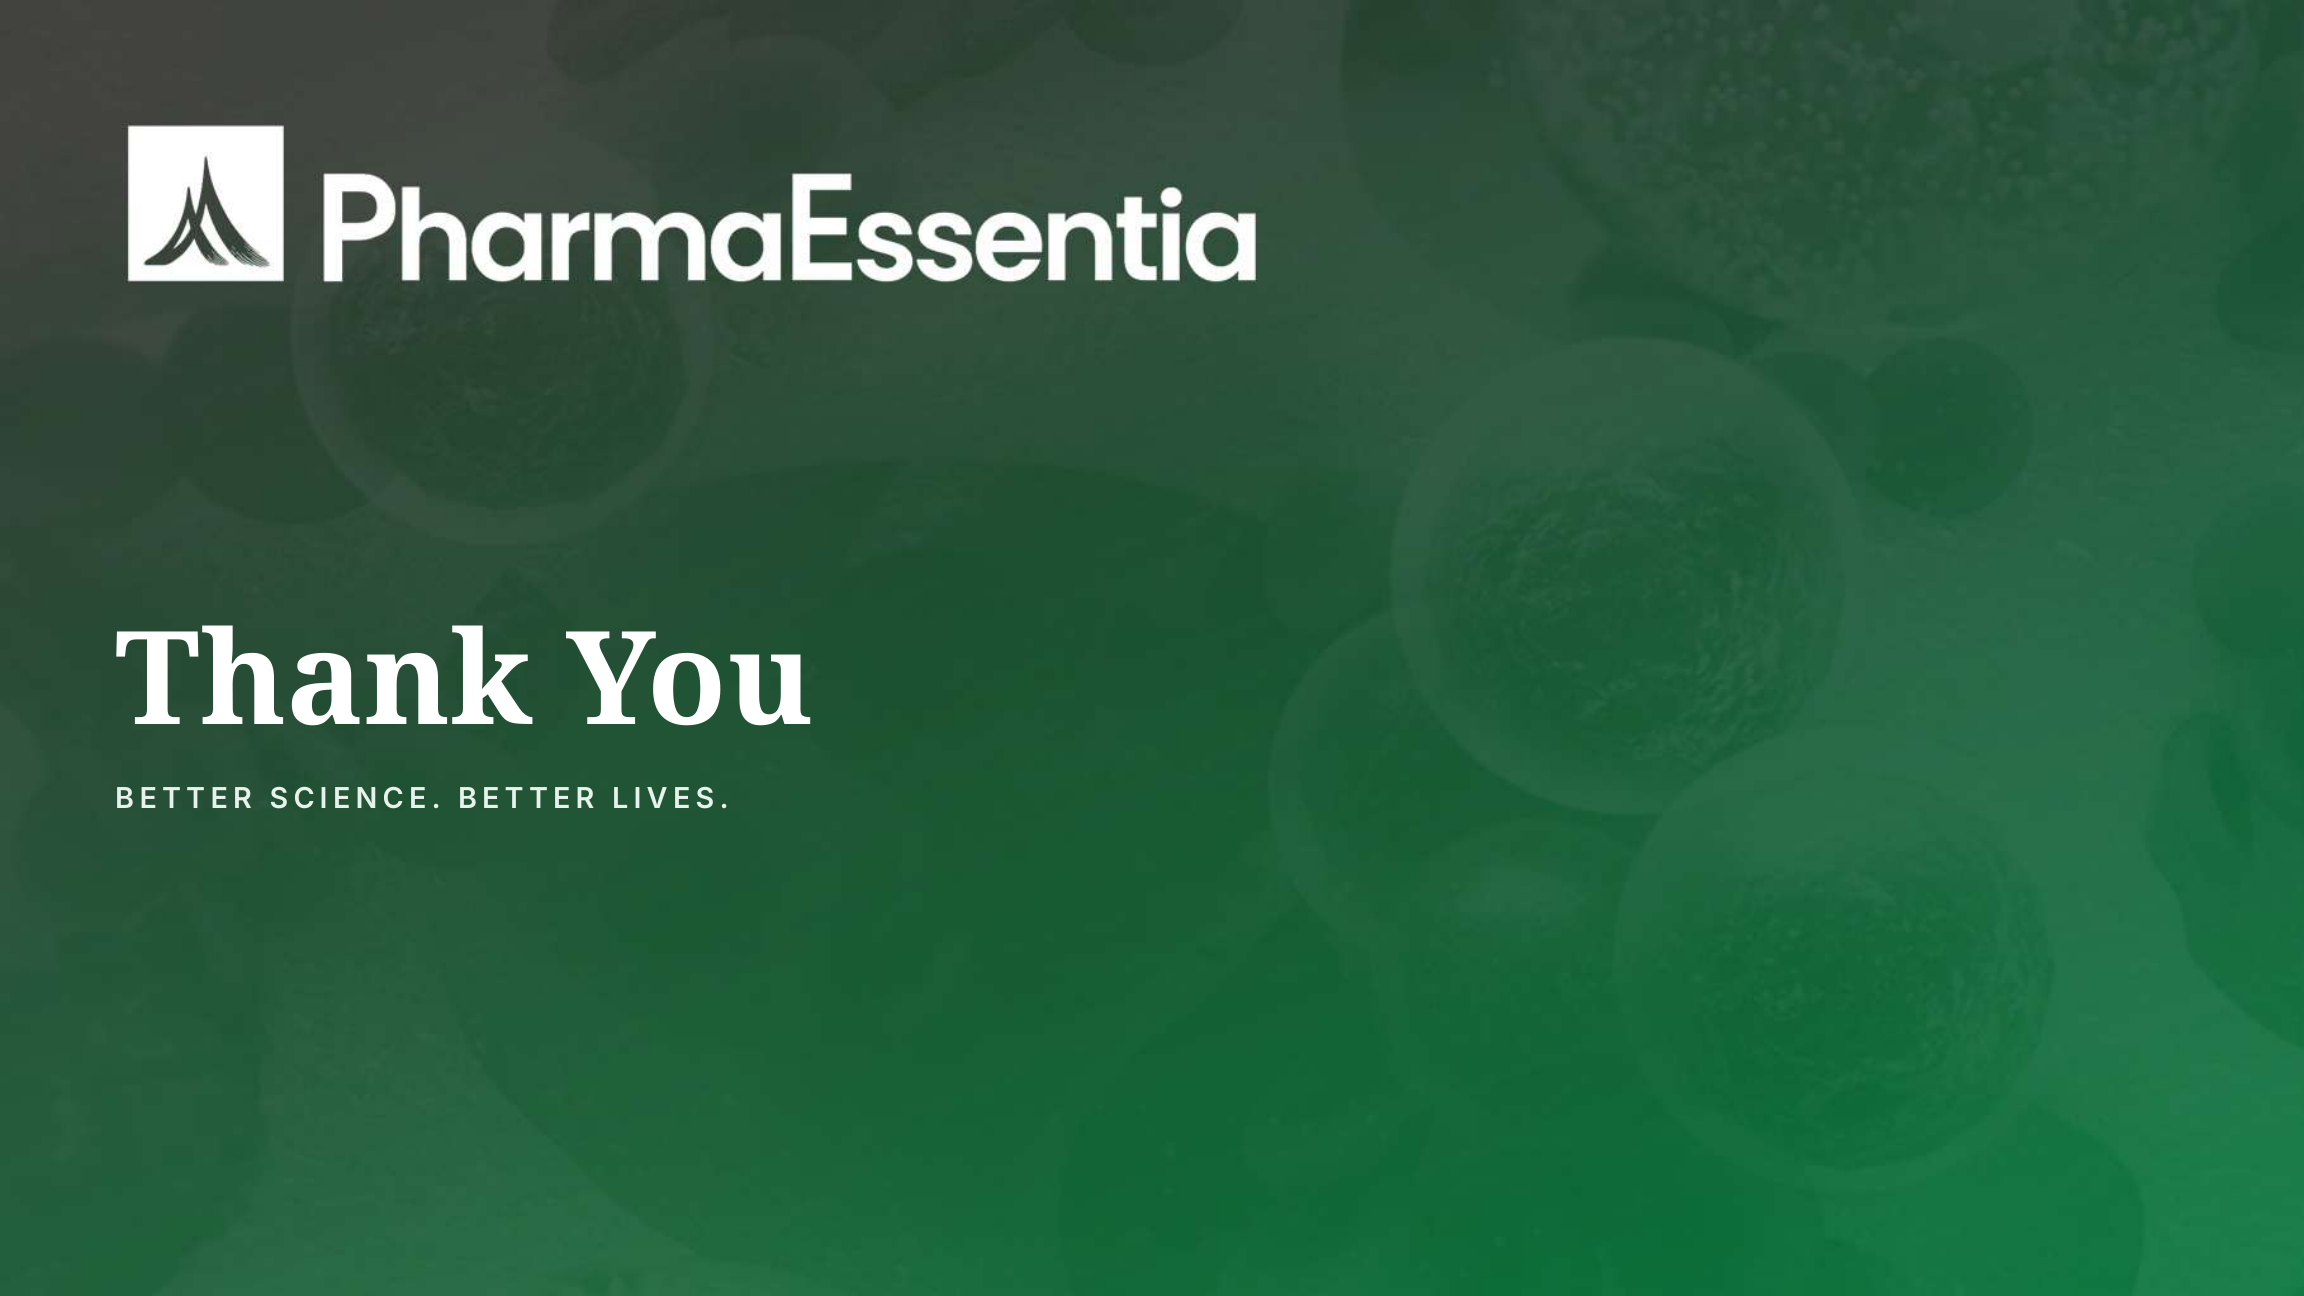 PharmaEssentia
Thank You
BETTER SCIENCE. BETTER LIVES.